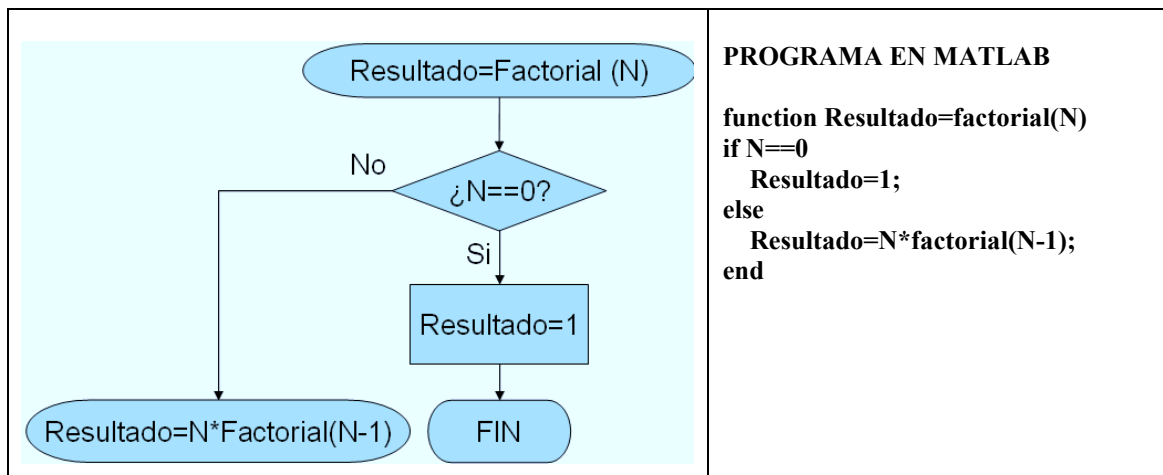 Resultado=Factorial (N)
No
¿N==0?
Si
Resultado=1
Resultado=N*Factorial(N-1)
FIN
PROGRAMA EN MATLAB
function Resultado=factorial(N)
if N==0
Resultado=1;
else
Resultado=N*factorial(N-1);
end